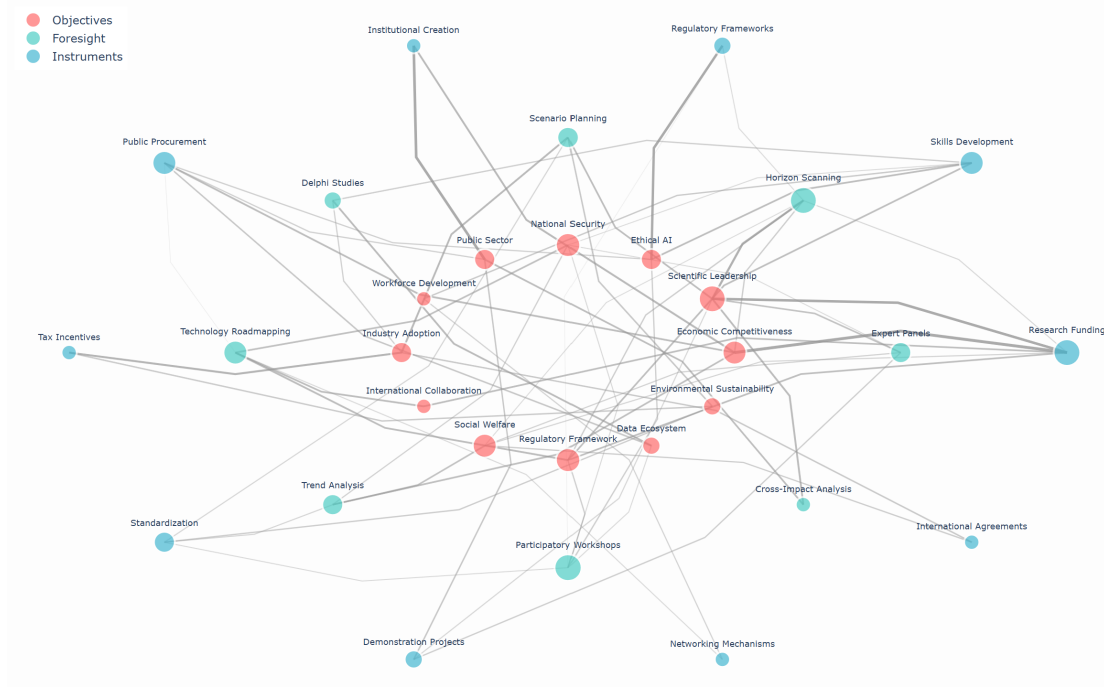 Objectives
Foresight
Instruments
Institutional Creation
Regulatory Frameworks
Scenario Planning
Public Procurement
Skills Development
Delphi Studies
Horizon Scanning
National Security
Public Sector
Ethical AI
Scientific Leadership
Workforce Development
Tax Incentives
Technology Roadmapping
Industry Adoption
Economic Competitiveness
Expert Panels
Research Funding
International Collaboration
Environmental Sustainability
Social Welfare
Regulatory Framework
Data Ecosystem
Trend Analysis
Cross-Impact Analysis
Standardization
International Agreements
Participatory Workshops
Demonstration Projects
Networking Mechanisms